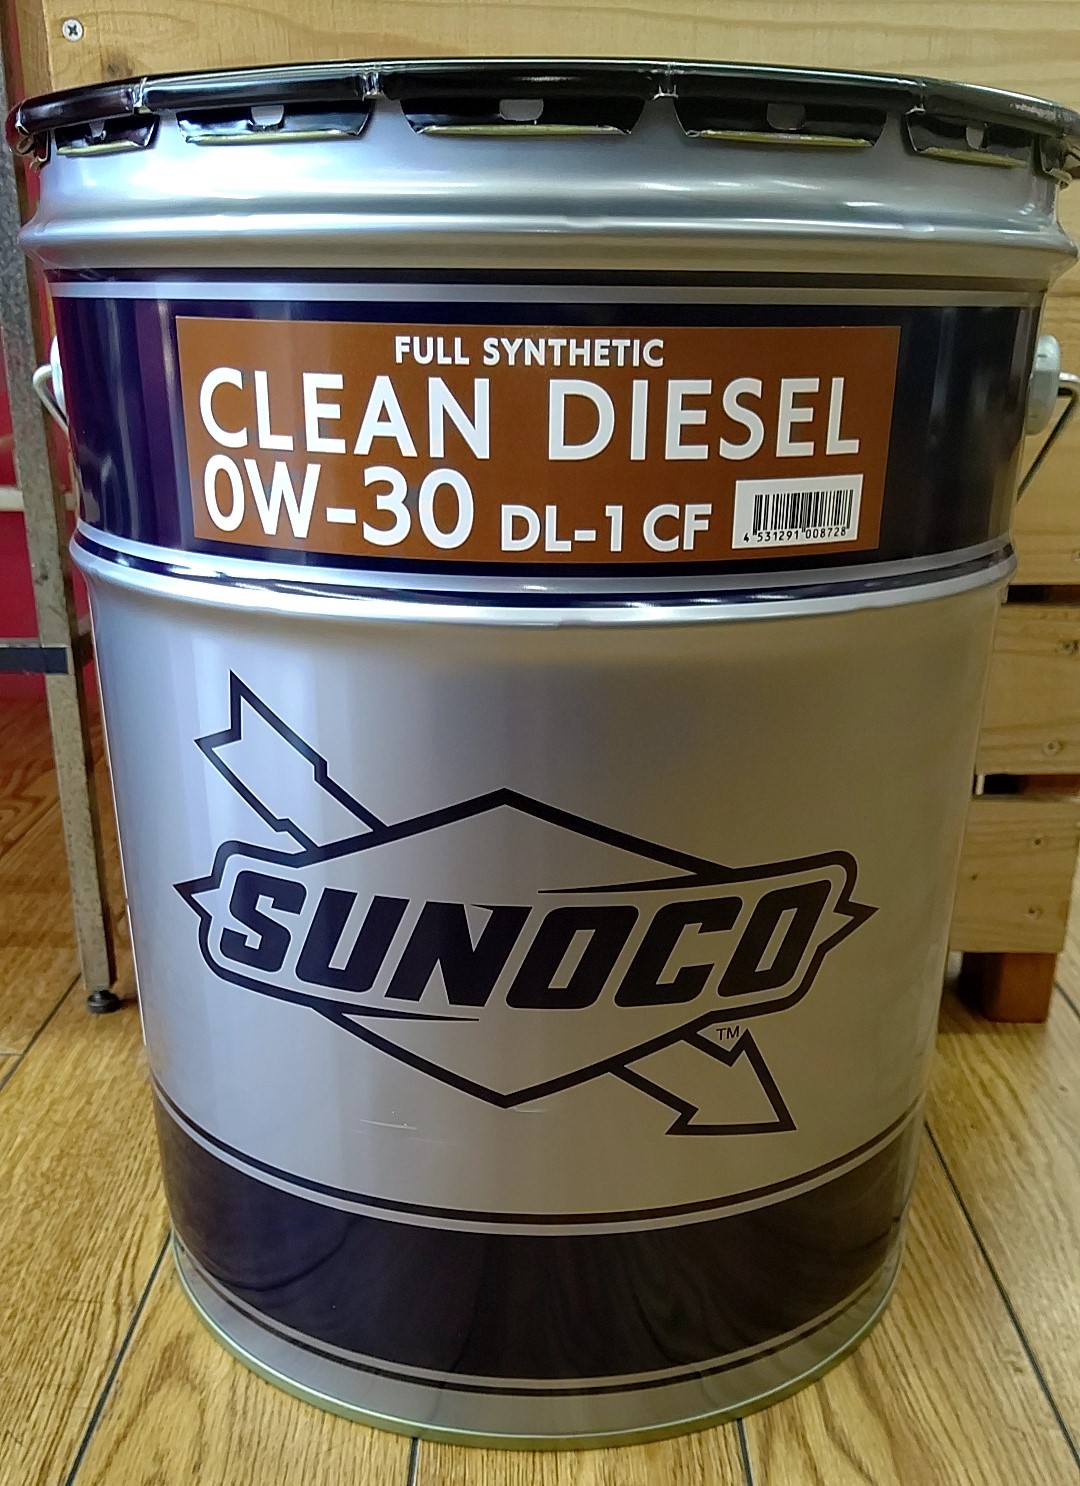 FULL SYNTHETIC
CLEAN DIESEL
0W-30 DL-1 CF
4 531291 008728
SUNOCO
TM